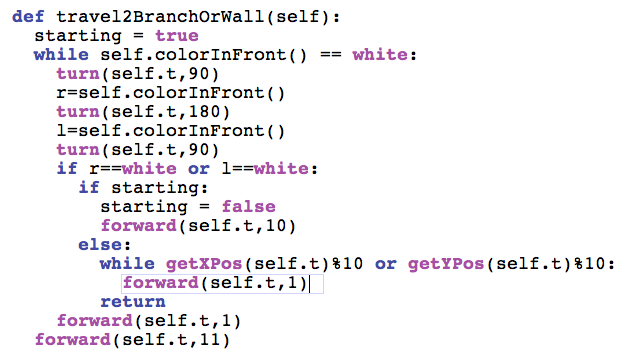 def travel2BranchOrWall(self):
  starting = true
  while self.colorInFront() == white:
    turn(self.t,90)
    r=self.colorInFront()
    turn(self.t,180)
    l=self.colorInFront()
    turn(self.t,90)
    if r==white or l==white:
      if starting:
        starting = false
        forward(self.t,10)
      else:
        while getXPos(self.t)%10 or getYPos(self.t)%10:
          forward(self.t,1)
        return
    forward(self.t,1)
  forward(self.t,11)